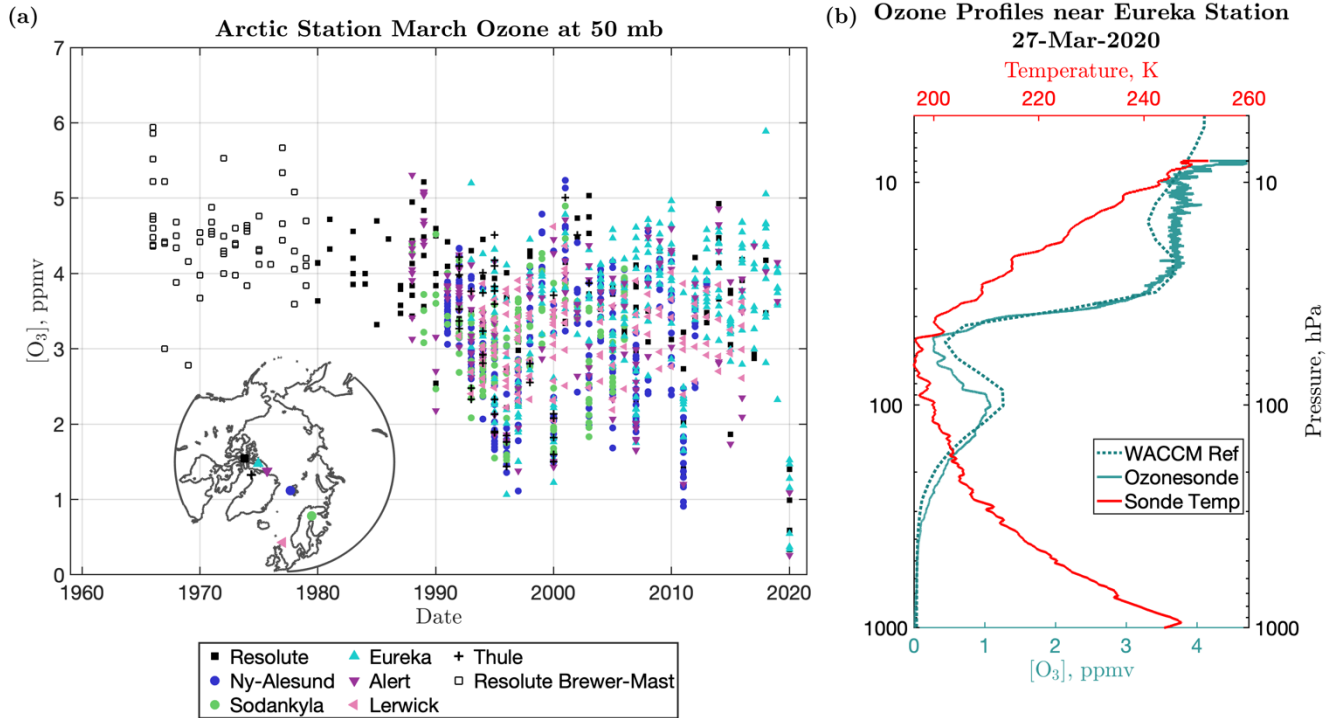 (a)
Arctic Station March Ozone at 50 mb
7
6
5
4
3
2
1
0
[O₃], ppmv
1960 1970 1980 1990 2000 2010 2020
Date
Resolute Eureka Thule
Ny-Alesund Alert Resolute Brewer-Mast
Sodankyla Lerwick
(b) Ozone Profiles near Eureka Station
27-Mar-2020
Temperature, K
200 220 240 260
10 10
100 100
1000 1000
Pressure, hPa
WACCM Ref
Ozonesonde
Sonde Temp
0 1 2 3 4
[O₃], ppmv